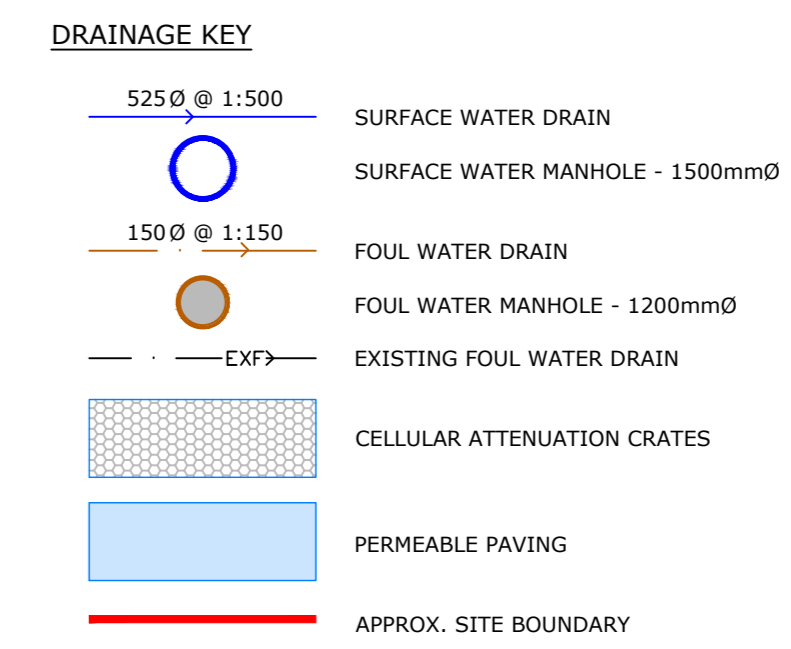 DRAINAGE KEY
525Ø @ 1:500
SURFACE WATER DRAIN
SURFACE WATER MANHOLE - 1500mmØ
150Ø @ 1:150
FOUL WATER DRAIN
FOUL WATER MANHOLE - 1200mmØ
EXF
EXISTING FOUL WATER DRAIN
CELLULAR ATTENUATION CRATES
PERMEABLE PAVING
APPROX. SITE BOUNDARY